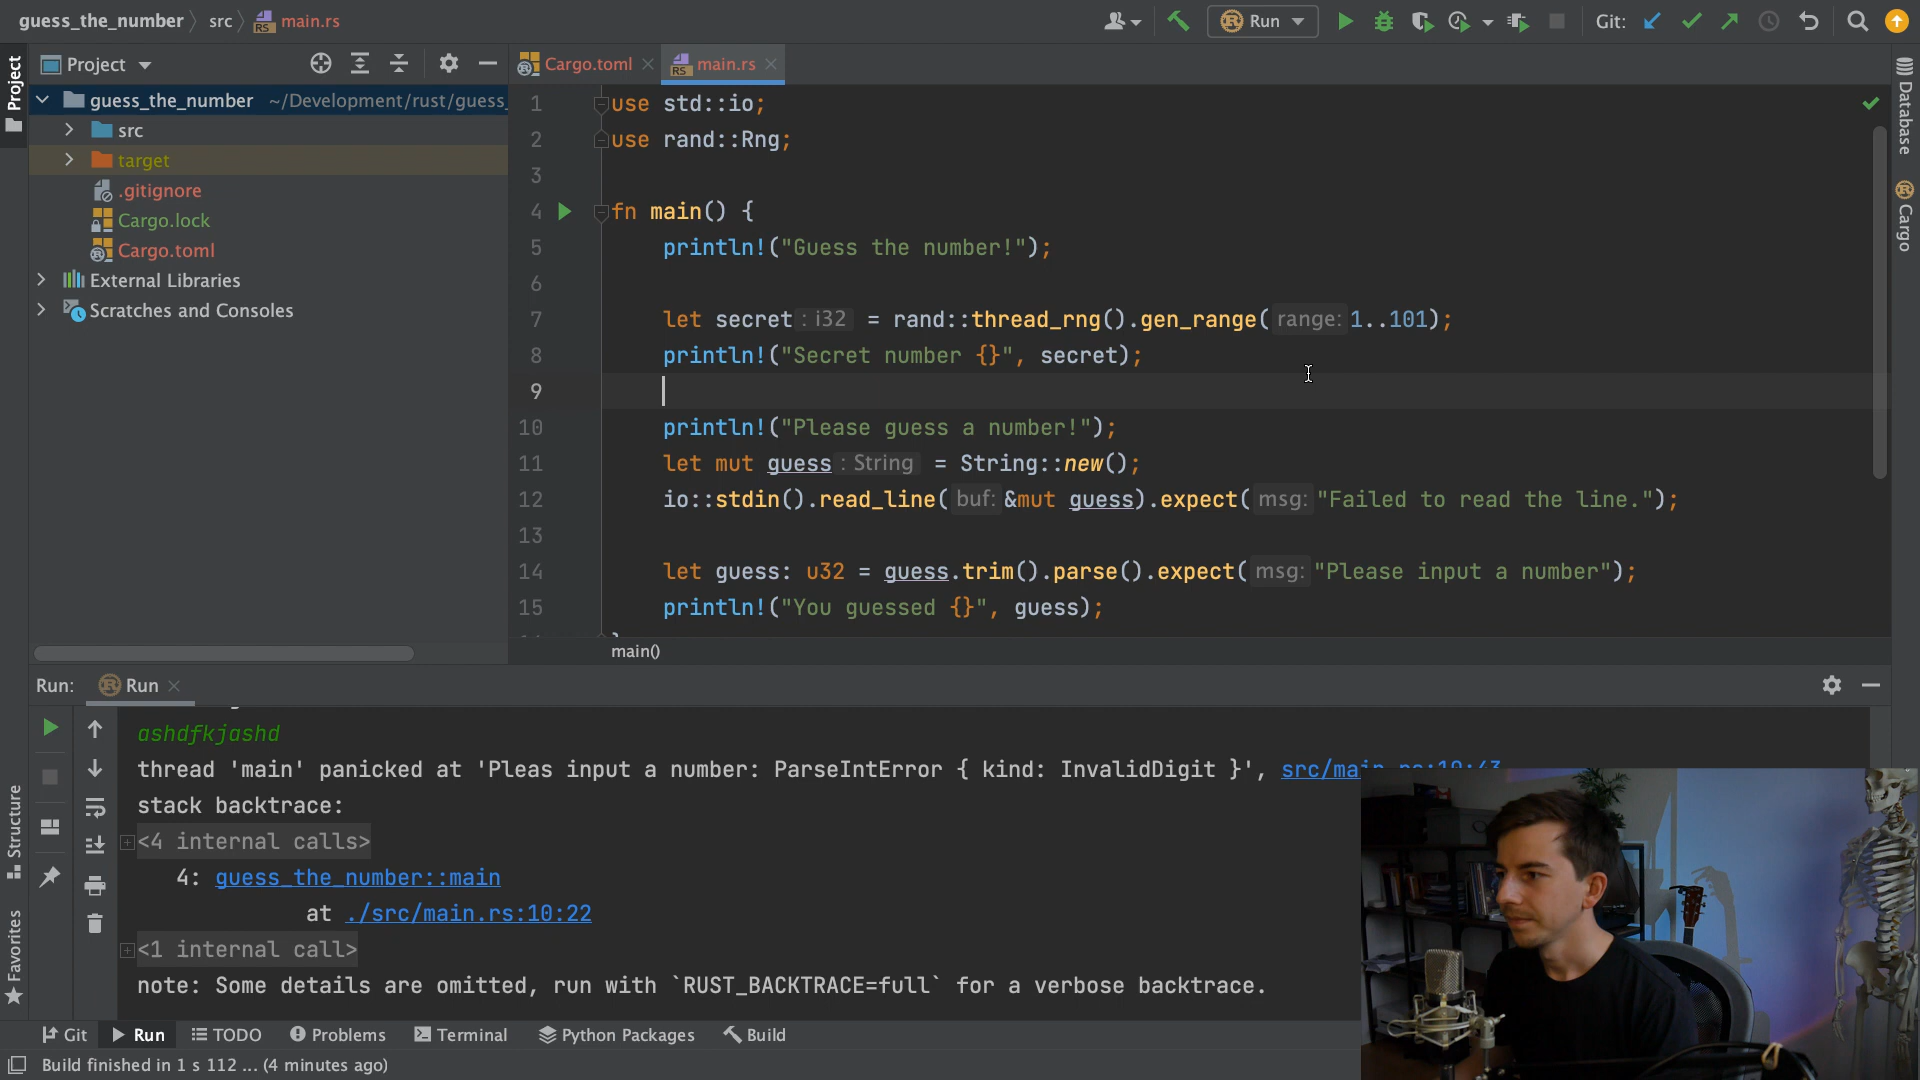 guess_the_number src main.rs
Run
Git:
Project
Cargo.toml
main.rs
Project
guess_the_number ~/Development/rust/guess_
src
target
.gitignore
Cargo.lock
Cargo.toml
External Libraries
Scratches and Consoles
1 use std::io;
2 use rand::Rng;
3
4 fn main() {
5 println!("Guess the number!");
6
7 let secret : i32 = rand::thread_rng().gen_range( range: 1..101);
8 println!("Secret number {}", secret);
9
10 println!("Please guess a number!");
11 let mut guess : String = String::new();
12 io::stdin().read_line( buf: &mut guess).expect( msg: "Failed to read the line.");
13
14 let guess: u32 = guess.trim().parse().expect( msg: "Please input a number");
15 println!("You guessed {}", guess);
main()
Database
Cargo
Run: Run
ashdfkjashd
thread 'main' panicked at 'Pleas input a number: ParseIntError { kind: InvalidDigit }',
stack backtrace:
<4 internal calls>
4: guess_the_number::main
at ./src/main.rs:10:22
<1 internal call>
note: Some details are omitted, run with `RUST_BACKTRACE=full` for a verbose backtrace.
Structure
Favorites
Git Run TODO Problems Terminal Python Packages Build
Build finished in 1 s 112 ... (4 minutes ago)